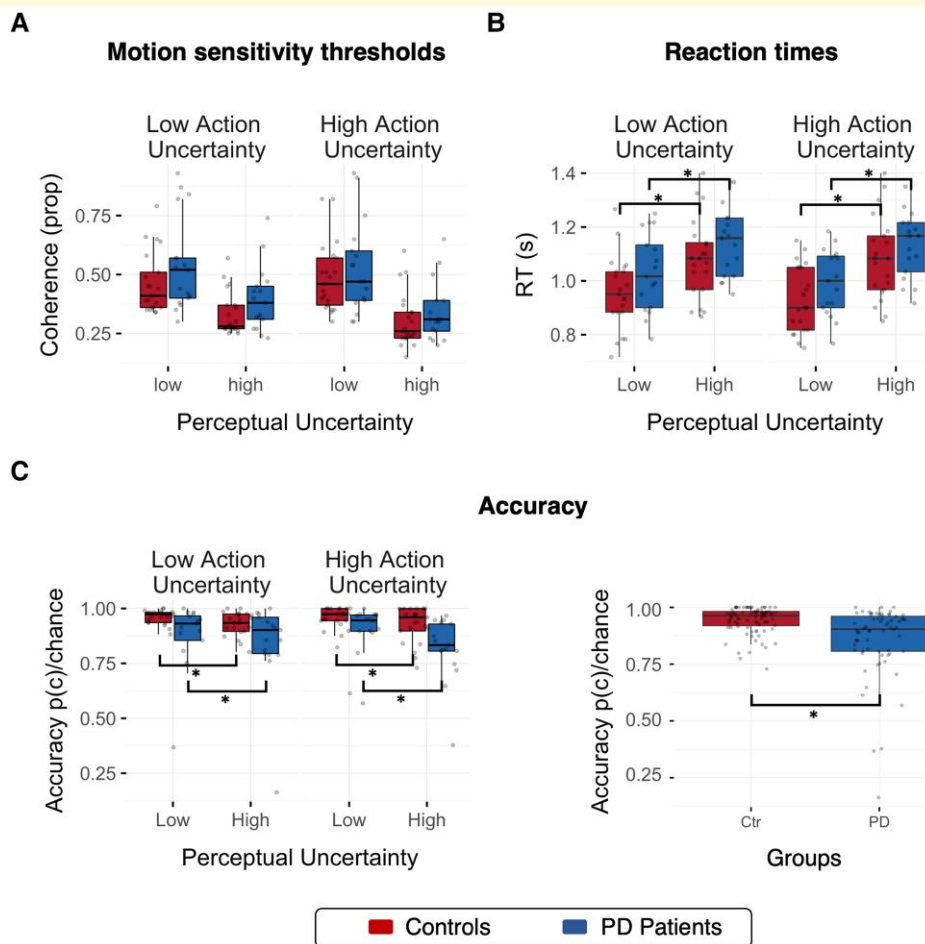 A
Motion sensitivity thresholds
Low Action
Uncertainty
High Action
Uncertainty
Coherence (prop)
0.75
0.50
0.25
low
high
low
high
Perceptual Uncertainty
B
Reaction times
Low Action
Uncertainty
High Action
Uncertainty
RT (s)
1.4
1.2
1.0
0.8
*
*
*
*
Low
High
Low
High
Perceptual Uncertainty
C
Accuracy
Low Action
Uncertainty
High Action
Uncertainty
Accuracy p(c)/chance
1.00
0.75
0.50
0.25
*
*
*
*
Low
High
Low
High
Perceptual Uncertainty
Accuracy p(c)/chance
1.00
0.75
0.50
0.25
*
Ctr
PD
Groups
Controls
PD Patients